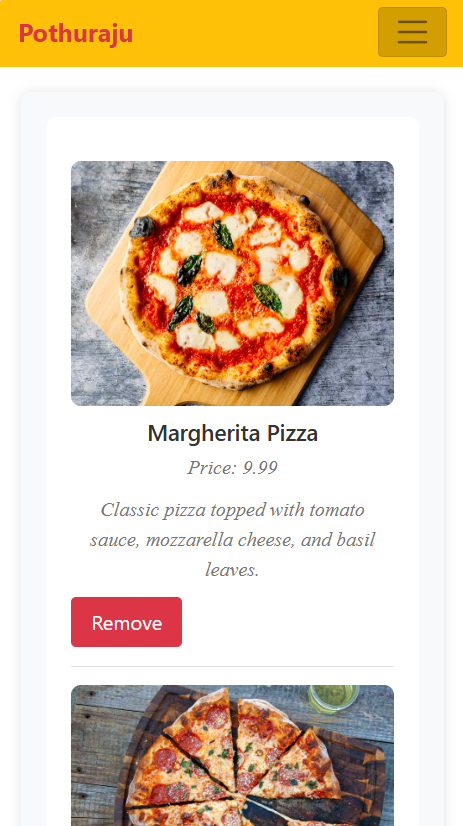 Pothuraju
Margherita Pizza
Price: 9.99
Classic pizza topped with tomato
sauce, mozzarella cheese, and basil
leaves.
Remove